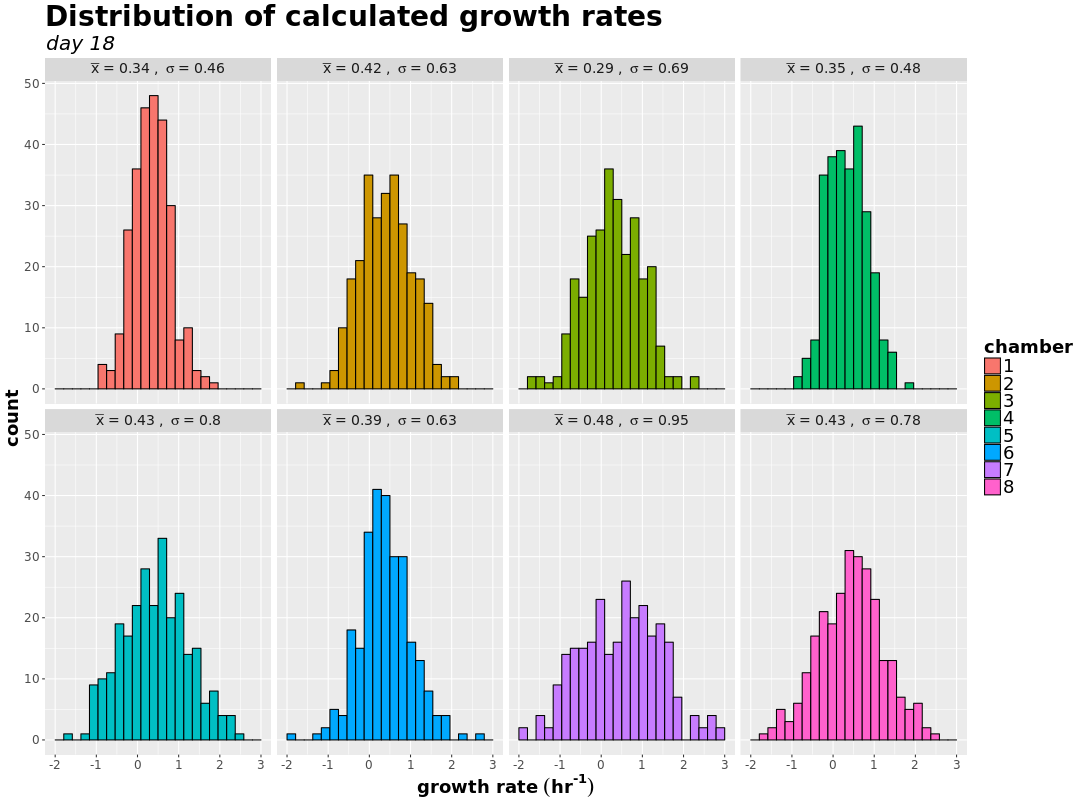 Distribution of calculated growth rates
day 18
x̅ = 0.34 , σ = 0.46
x̅ = 0.42 , σ = 0.63
x̅ = 0.29 , σ = 0.69
x̅ = 0.35 , σ = 0.48
50
40
30
20
10
0
count
x̅ = 0.43 , σ = 0.8
x̅ = 0.39 , σ = 0.63
x̅ = 0.48 , σ = 0.95
x̅ = 0.43 , σ = 0.78
50
40
30
20
10
0
-2 -1 0 1 2 3
-2 -1 0 1 2 3
-2 -1 0 1 2 3
-2 -1 0 1 2 3
growth rate (hr⁻¹)
chamber
1
2
3
4
5
6
7
8